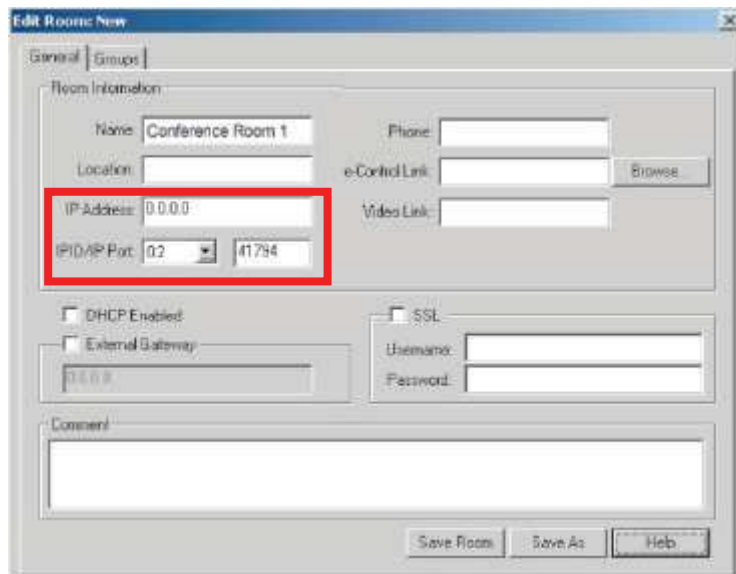 Edit Room: New
General Groups
Room Information
Name: Conference Room 1
Phone:
Location:
e-Control Link: Browse...
IP Address: 0.0.0.0
Video Link:
IPID/IP Port: 02 41794
DHCP Enabled
SSL
External Gateway
Username:
0.0.0.0
Password:
Comment
Save Room Save As Help